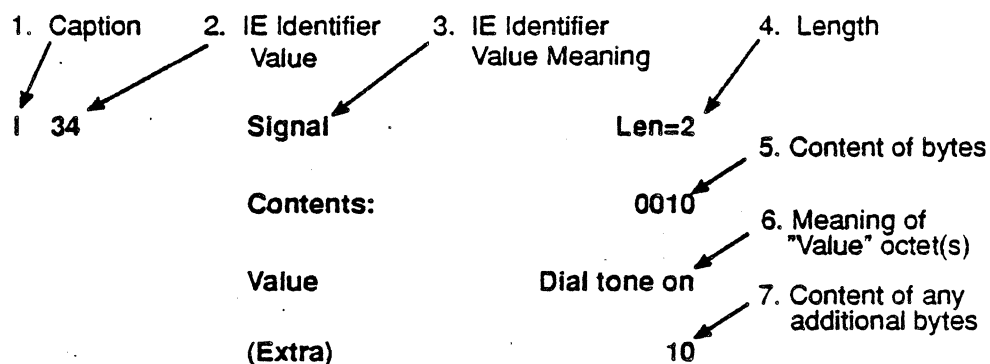 1. Caption 2. IE Identifier Value 3. IE Identifier Value Meaning 4. Length
I 34 Signal Len=2
5. Content of bytes
Contents: 0010
6. Meaning of "Value" octet(s)
Value Dial tone on
7. Content of any additional bytes
(Extra) 10